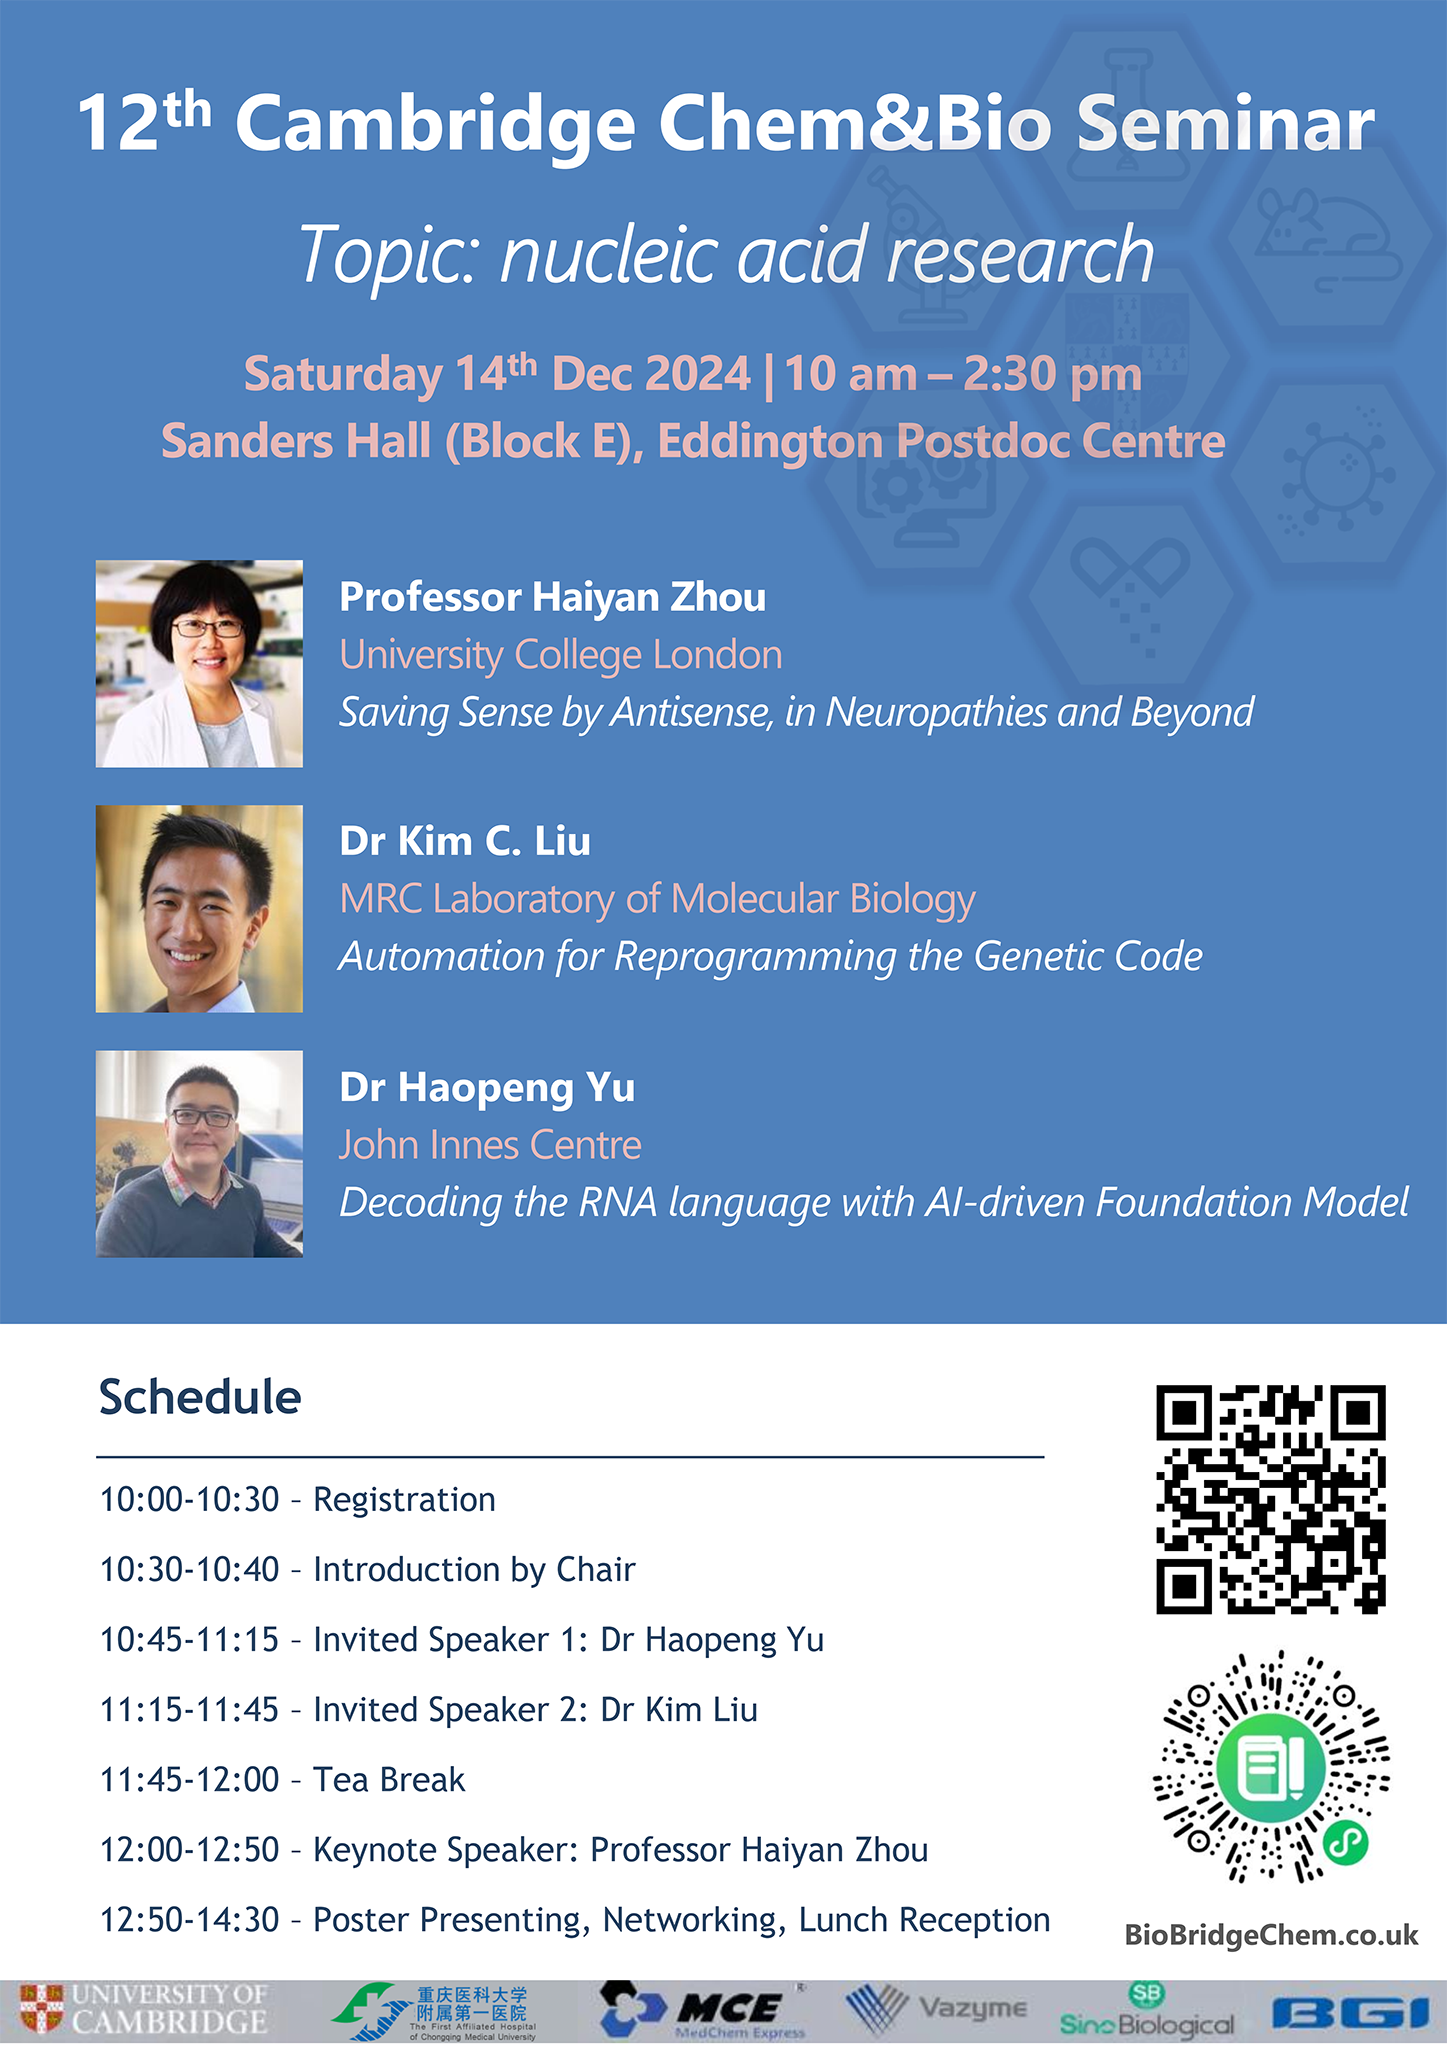 12th Cambridge Chem&Bio Seminar
Topic: nucleic acid research
Saturday 14th Dec 2024 | 10 am – 2:30 pm
Sanders Hall (Block E), Eddington Postdoc Centre
Professor Haiyan Zhou
University College London
Saving Sense by Antisense, in Neuropathies and Beyond
Dr Kim C. Liu
MRC Laboratory of Molecular Biology
Automation for Reprogramming the Genetic Code
Dr Haopeng Yu
John Innes Centre
Decoding the RNA language with AI-driven Foundation Model
Schedule
10:00-10:30 – Registration
10:30-10:40 – Introduction by Chair
10:45-11:15 – Invited Speaker 1: Dr Haopeng Yu
11:15-11:45 – Invited Speaker 2: Dr Kim Liu
11:45-12:00 – Tea Break
12:00-12:50 – Keynote Speaker: Professor Haiyan Zhou
12:50-14:30 – Poster Presenting, Networking, Lunch Reception
BioBridgeChem.co.uk
UNIVERSITY OF
CAMBRIDGE
重庆医科大学
附属第一医院
The First Affiliated Hospital
of Chongqing Medical University
MCE ®
MedChem Express
Vazyme
SB
Sino Biological
BGI